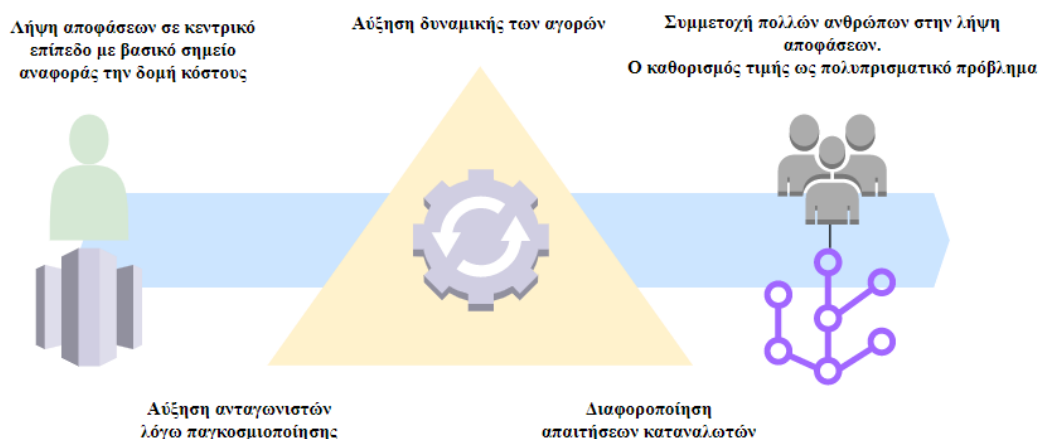 Λήψη αποφάσεων σε κεντρικό
επίπεδο με βασικό σημείο
αναφοράς την δομή κόστους
Αύξηση δυναμικής των αγορών
Συμμετοχή πολλών ανθρώπων στην λήψη
αποφάσεων.
Ο καθορισμός τιμής ως πολυπρισματικό πρόβλημα
Αύξηση ανταγωνιστών
λόγω παγκοσμιοποίησης
Διαφοροποίηση
απαιτήσεων καταναλωτών